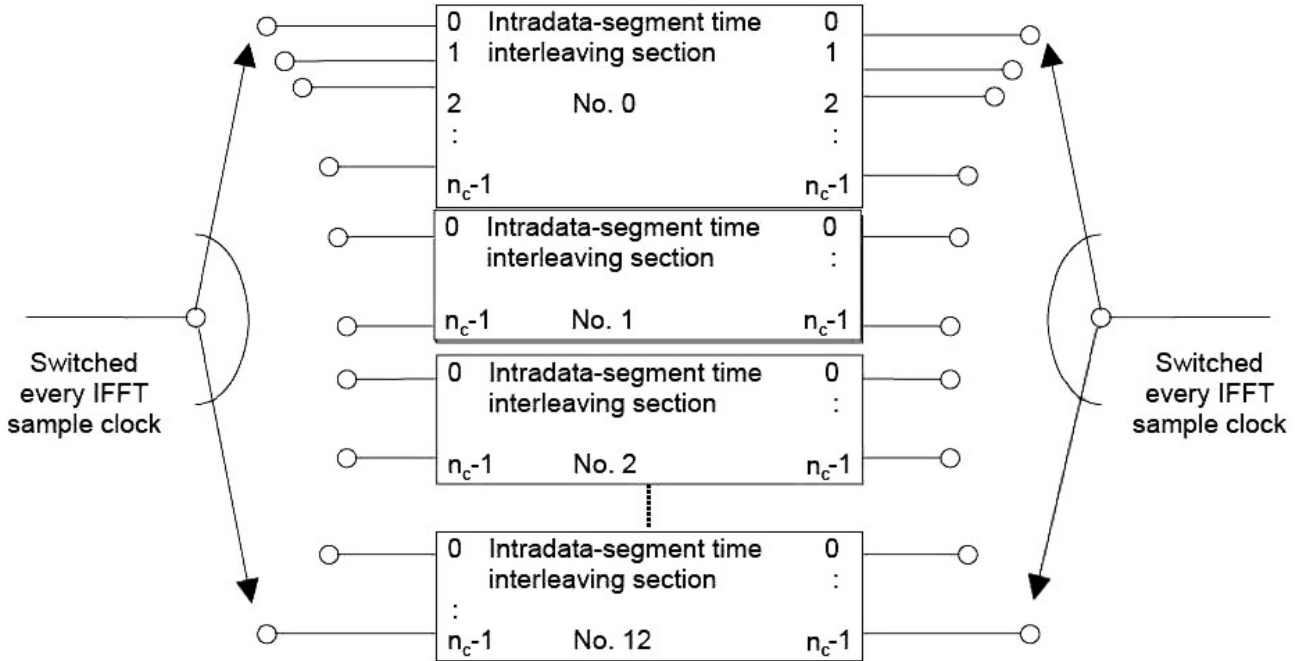 0 Intradata-segment time 0
1 interleaving section 1
2 No. 0 2
: :
n_c-1 n_c-1
0 Intradata-segment time 0
interleaving section :
n_c-1 No. 1 n_c-1
Switched
every IFFT
sample clock
Switched
every IFFT
sample clock
0 Intradata-segment time 0
interleaving section :
n_c-1 No. 2 n_c-1
0 Intradata-segment time 0
interleaving section :
:
n_c-1 No. 12 n_c-1